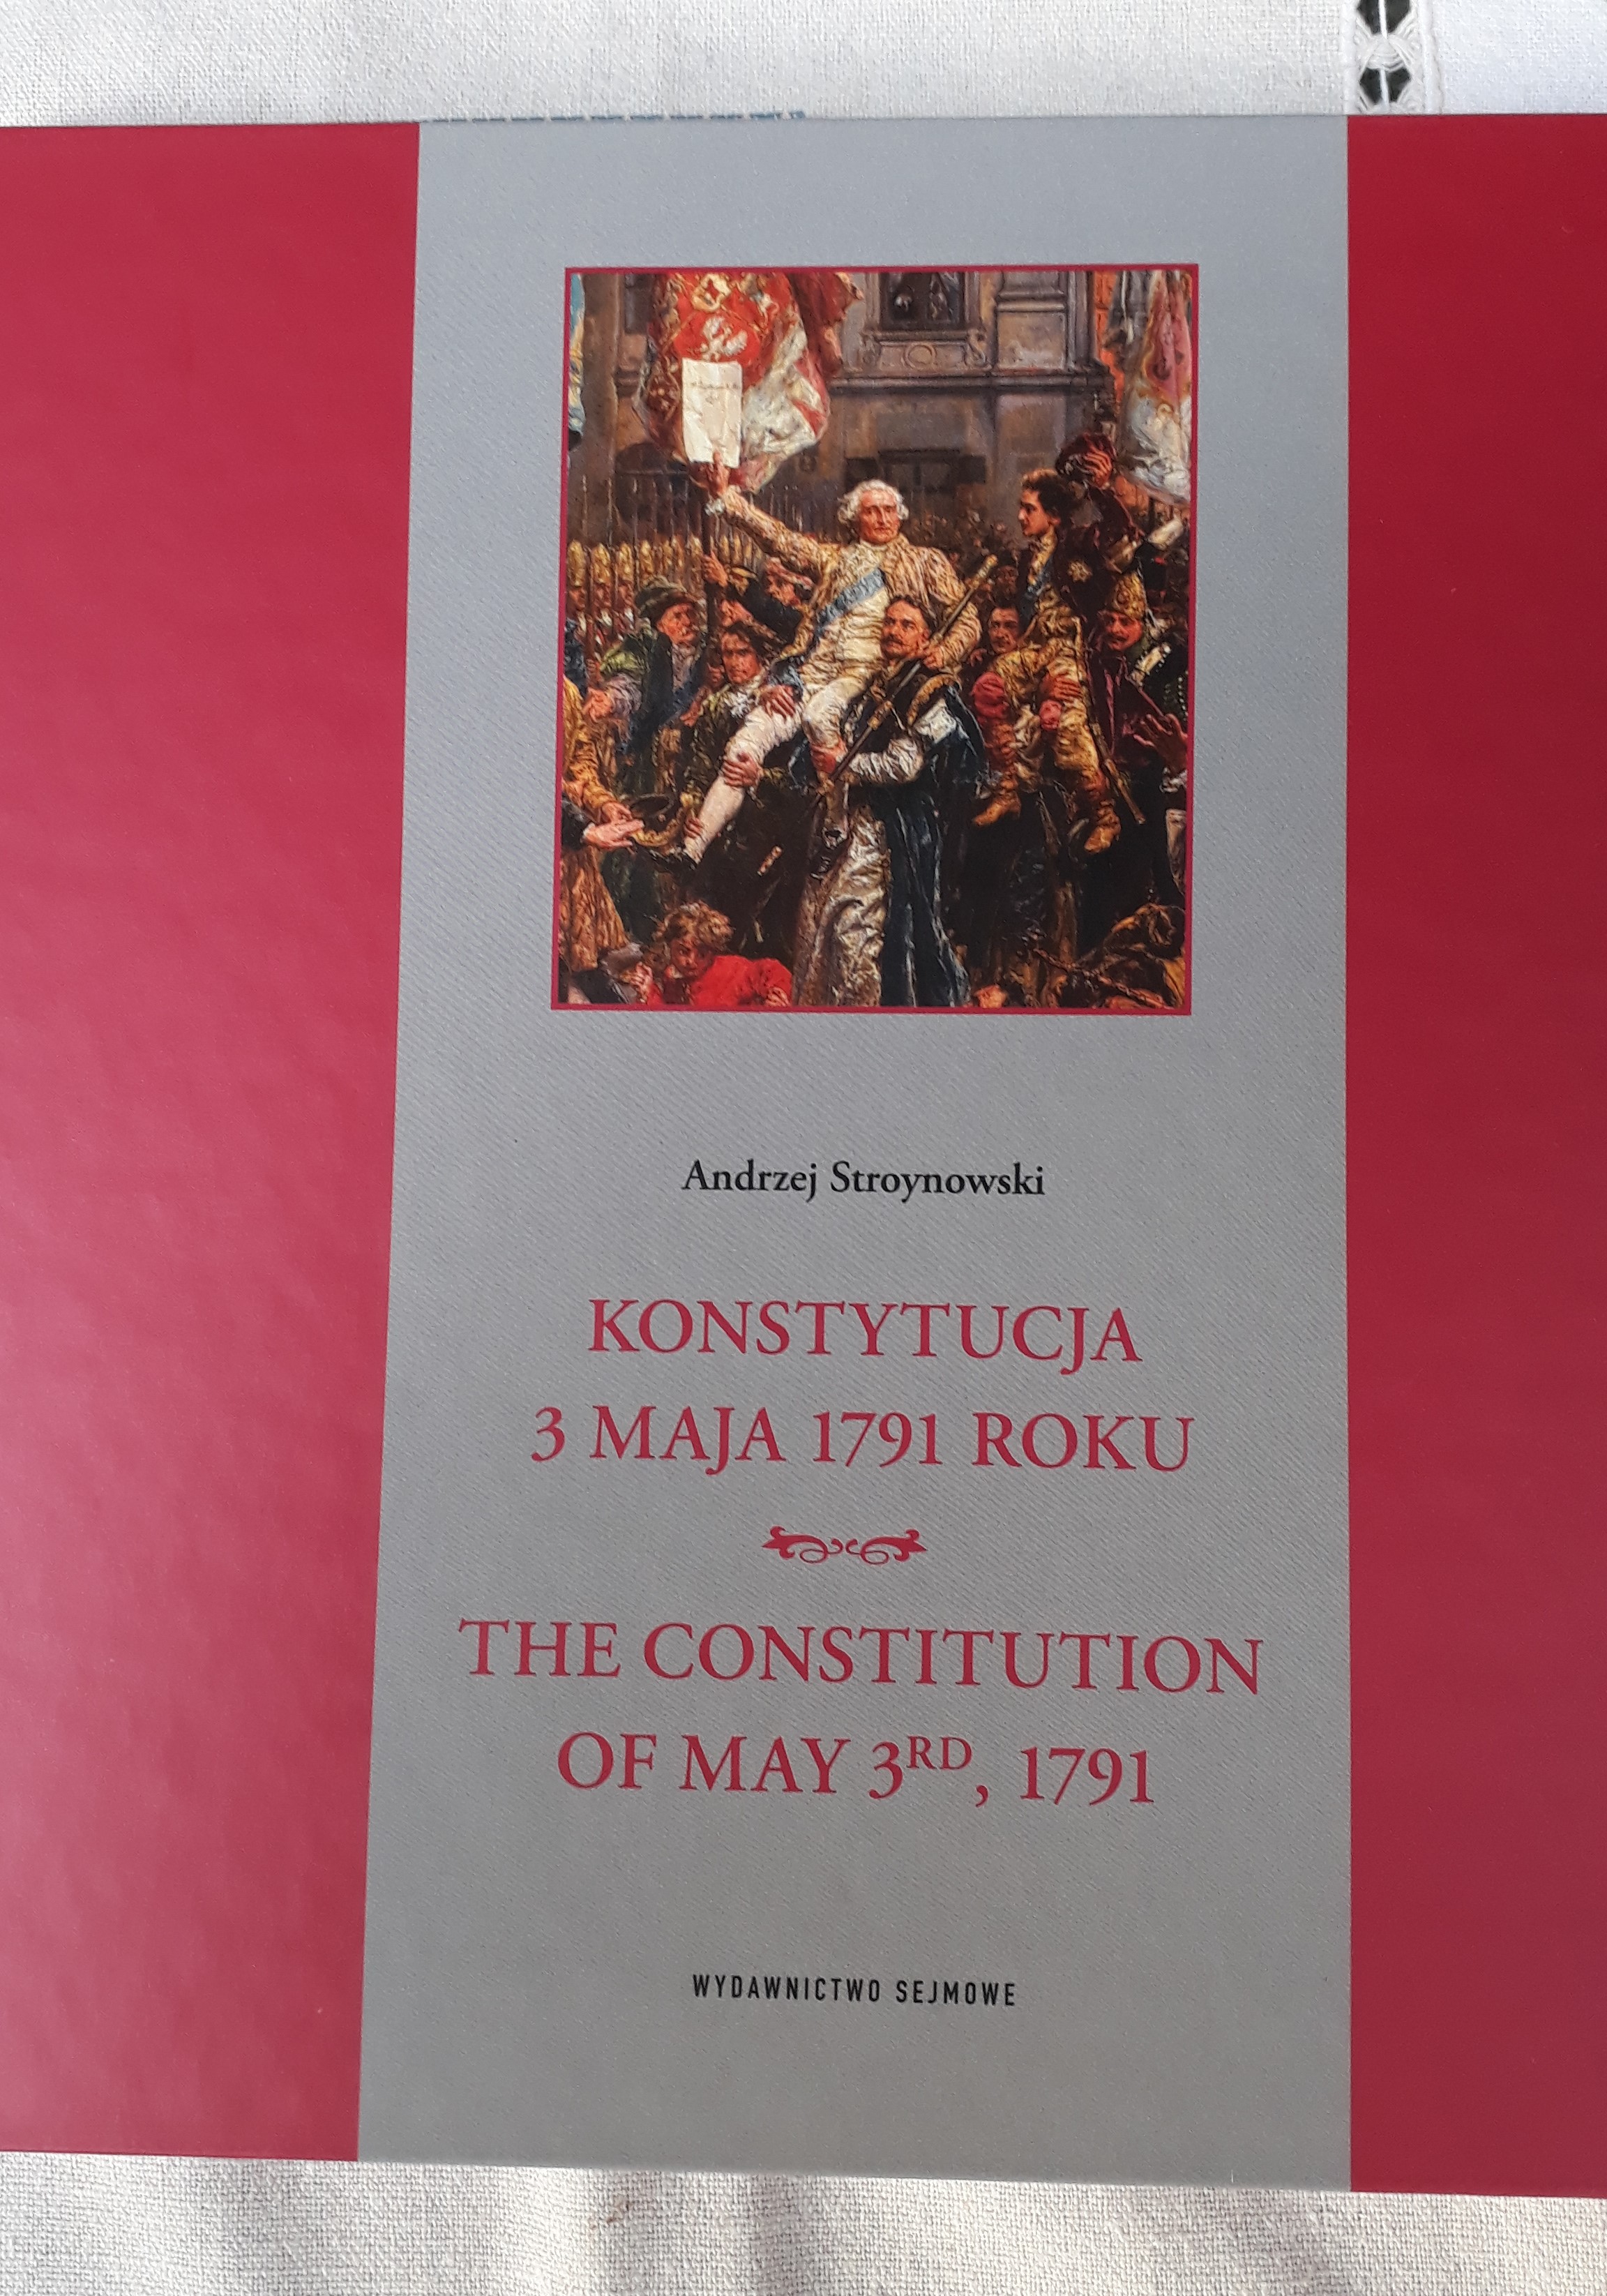 Andrzej Stroynowski
KONSTYTUCJA
3 MAJA 1791 ROKU
THE CONSTITUTION
OF MAY 3RD, 1791
WYDAWNICTWO SEJMOWE